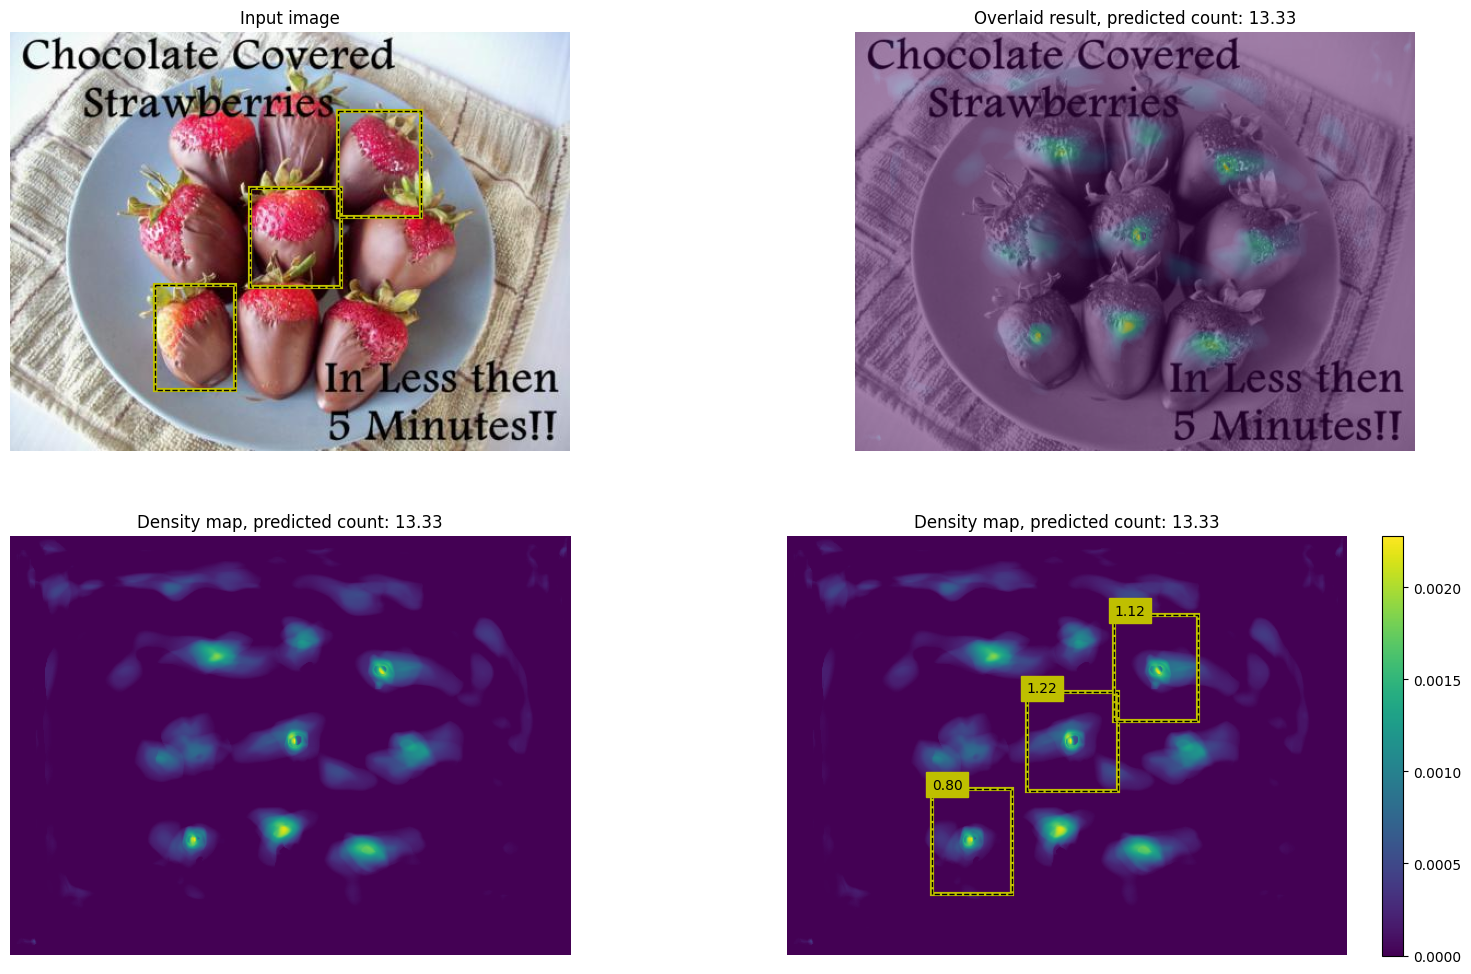 Input image
Chocolate Covered
Strawberries
In Less then
5 Minutes!!
Overlaid result, predicted count: 13.33
Chocolate Covered
Strawberries
In Less then
5 Minutes!!
Density map, predicted count: 13.33
Density map, predicted count: 13.33
1.12
1.22
0.80
0.0020
0.0015
0.0010
0.0005
0.0000